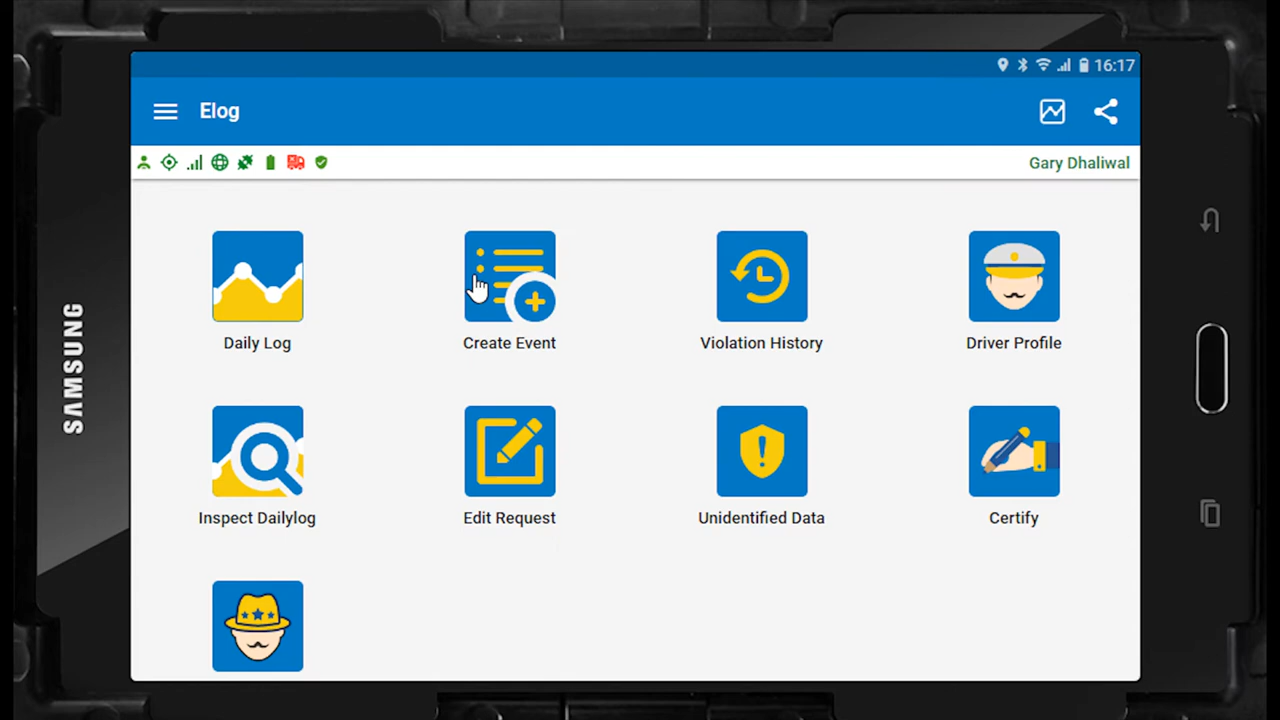 16:17
Elog
Gary Dhaliwal
Daily Log
Create Event
Violation History
Driver Profile
Inspect Dailylog
Edit Request
Unidentified Data
Certify
SAMSUNG